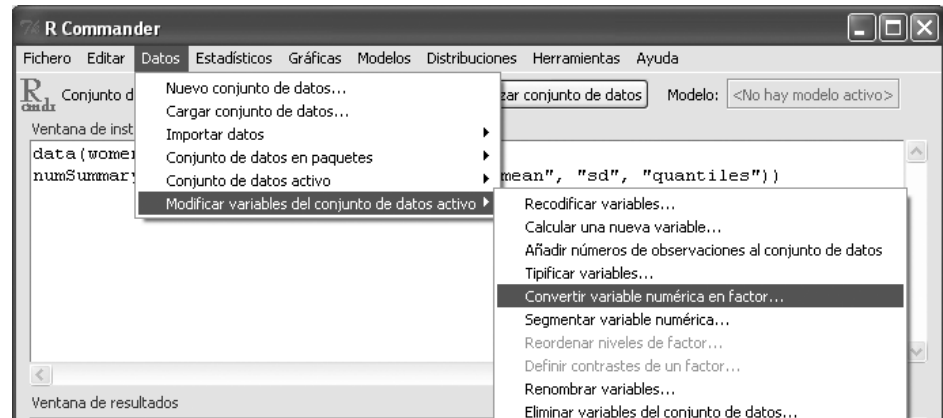 R Commander
Fichero Editar Datos Estadísticos Gráficas Modelos Distribuciones Herramientas Ayuda
R cmdr Conjunto d zar conjunto de datos Modelo: <No hay modelo activo>
Ventana de inst
data(women
numSummary mean", "sd", "quantiles"))
Nuevo conjunto de datos...
Cargar conjunto de datos...
Importar datos
Conjunto de datos en paquetes
Conjunto de datos activo
Modificar variables del conjunto de datos activo
Recodificar variables...
Calcular una nueva variable...
Añadir números de observaciones al conjunto de datos
Tipificar variables...
Convertir variable numérica en factor...
Segmentar variable numérica...
Reordenar niveles de factor...
Definir contrastes de un factor...
Renombrar variables...
Eliminar variables del conjunto de datos...
Ventana de resultados